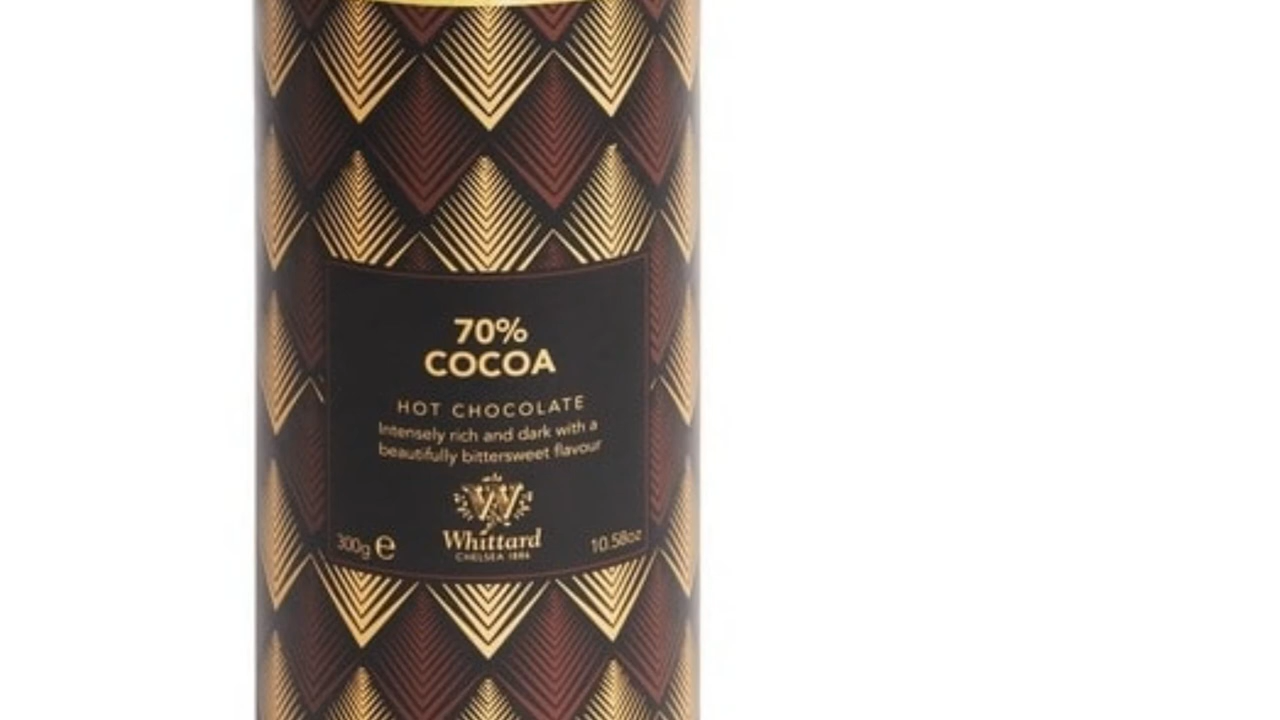 70%
COCOA
HOT CHOCOLATE
Intensely rich and dark with a
beautifully bittersweet flavour
W
300g e
Whittard
CHELSEA 1886
10.58oz